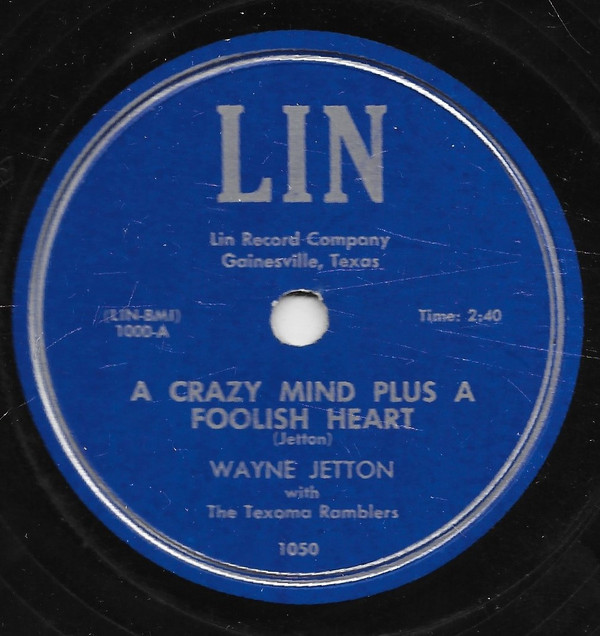 LIN
Lin Record Company
Gainesville, Texas
(LIN-BMI)
1000-A
Time: 2:40
A CRAZY MIND PLUS A
FOOLISH HEART
(Jetton)
WAYNE JETTON
with
The Texoma Ramblers
1050